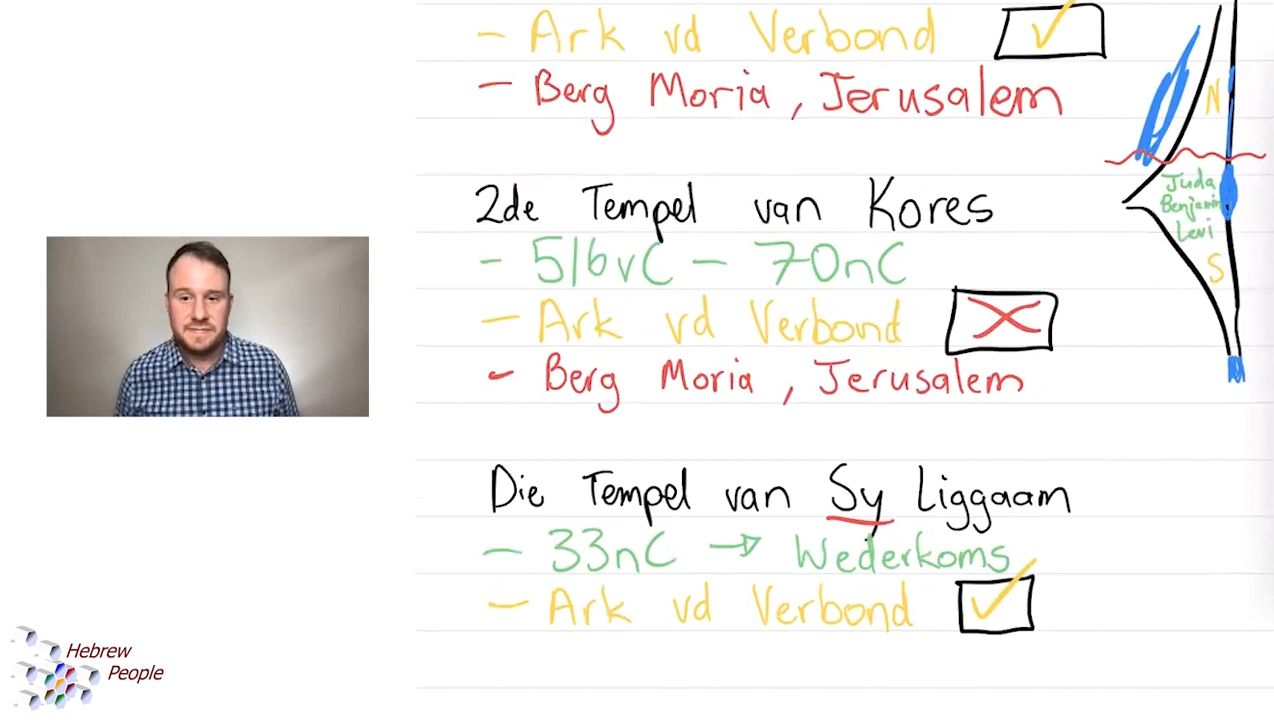 - Ark vd Verbond
- Berg Moria, Jerusalem
2de Tempel van Kores
- 516vC - 70nC
- Ark vd Verbond
- Berg Moria, Jerusalem
Die Tempel van Sy Liggaam
- 33nC → Wederkoms
- Ark vd Verbond
N
Juda
Benjamin
Levi
S
Hebrew
People